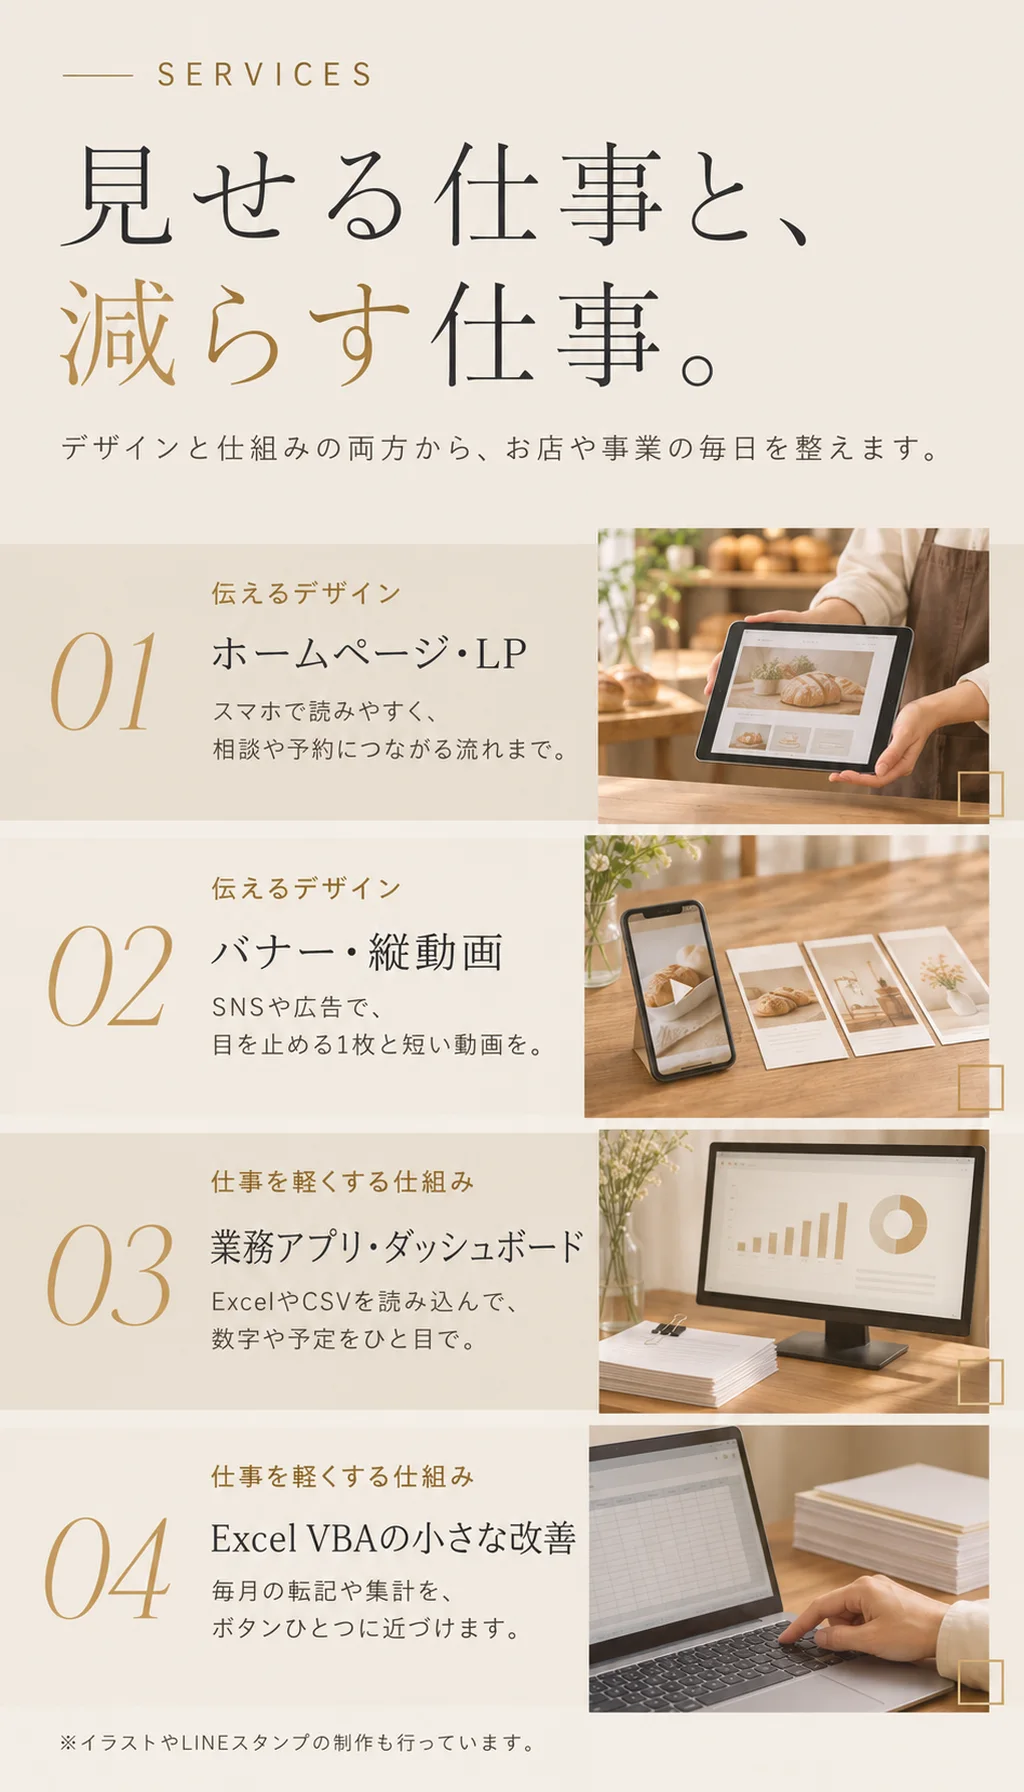 SERVICES
見せる仕事と、
減らす仕事。
デザインと仕組みの両方から、お店や事業の毎日を整えます。
01
伝えるデザイン
ホームページ・LP
スマホで読みやすく、
相談や予約につながる流れまで。
02
伝えるデザイン
バナー・縦動画
SNSや広告で、
目を止める1枚と短い動画を。
03
仕事を軽くする仕組み
業務アプリ・ダッシュボード
ExcelやCSVを読み込んで、
数字や予定をひと目で。
04
仕事を軽くする仕組み
Excel VBAの小さな改善
毎月の転記や集計を、
ボタンひとつに近づけます。
※イラストやLINEスタンプの制作も行っています。